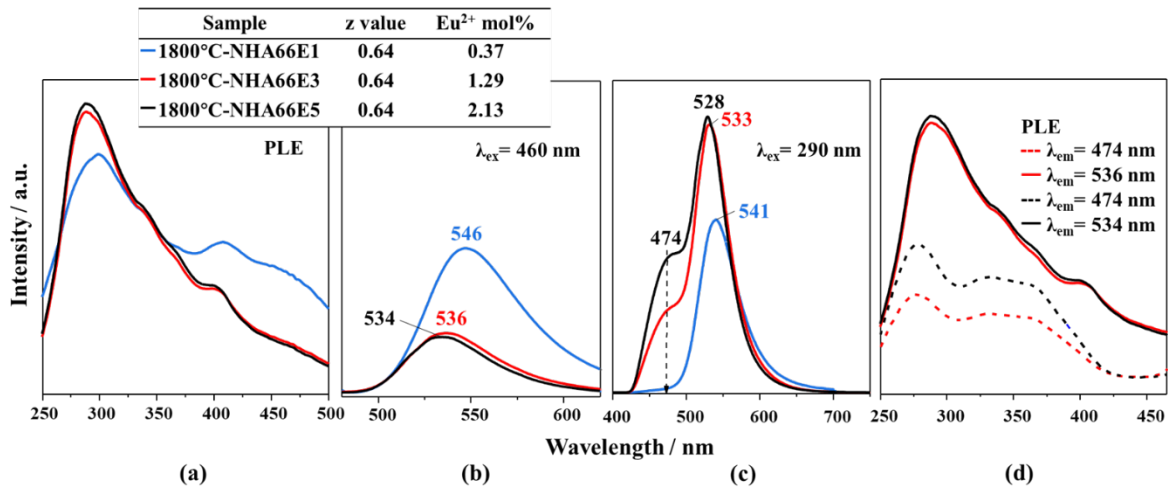 Sample z value Eu²⁺ mol%
1800°C-NHA66E1 0.64 0.37
1800°C-NHA66E3 0.64 1.29
1800°C-NHA66E5 0.64 2.13
Intensity / a.u.
PLE
250 300 350 400 450 500
(a)
λex= 460 nm
546
534
536
500 550 600
(b)
λex= 290 nm
528
533
541
474
400 500 600 700
(c)
PLE
λem= 474 nm
λem= 536 nm
λem= 474 nm
λem= 534 nm
250 300 350 400 450
(d)
Wavelength / nm